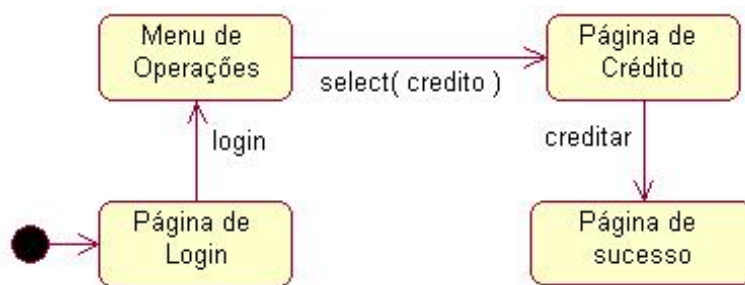 Menu de
Operações
select( credito )
Página de
Crédito
login
creditar
Página de
Login
Página de
sucesso